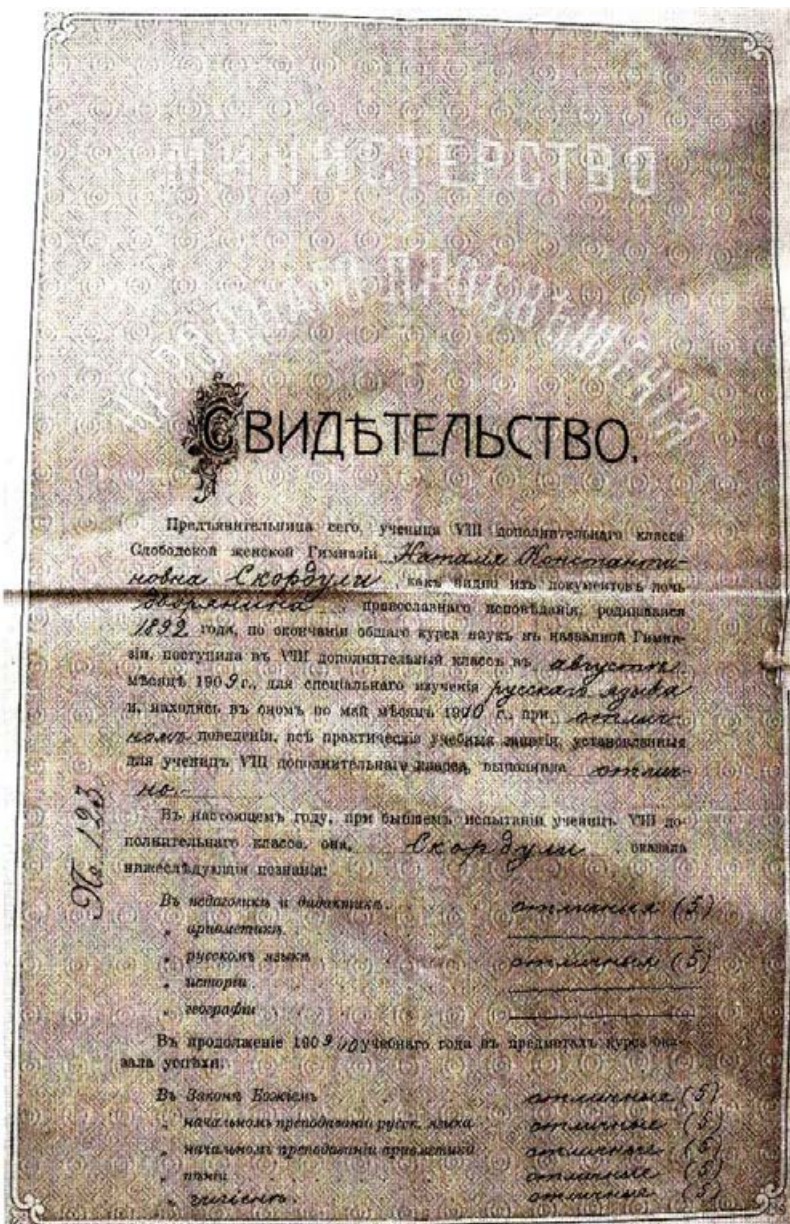 МИНИСТЕРСТВО
НАРОДНАГО ПРОСВѢЩЕНІЯ
СВИДѢТЕЛЬСТВО.
Предъявительница сего, ученица VIII дополнительнаго класса
Слободской женской Гимназіи Наталія Константи-
новна Скордули, какъ видно изъ документовъ дочь
дворянина, православнаго исповѣданія, родившаяся
1892 года, по окончаніи общаго курса наукъ въ названной Гимна-
зіи, поступила въ VIII дополнительный классъ въ августѣ
мѣсяцѣ 1909 г., для спеціальнаго изученія русскаго языка
и, находясь въ ономъ по май мѣсяцъ 1910 г., при отлич-
номъ поведеніи, всѣ практическія учебныя занятія, установленныя
для ученицъ VIII дополнительнаго класса, выполнила отлич-
но.-
№ 123
Въ настоящемъ году, при бывшемъ испытаніи ученицъ VIII до-
полнительнаго класса, она, Скордули, оказала
нижеслѣдующія познанія:
Въ педагогикѣ и дидактикѣ отличныя (5)
„ ариѳметикѣ
„ русскомъ языкѣ отличныя (5)
„ исторіи
„ географіи
Въ продолженіе 1909/10 учебнаго года въ предметахъ курса ока-
зала успѣхи:
Въ Законѣ Божіемъ отличные (5)
„ начальномъ преподаваніи русск. языка отличные (5)
„ начальномъ преподаваніи ариѳметики отличные (5)
„ пѣніи отличные (5)
„ гигіенѣ отличные (5)